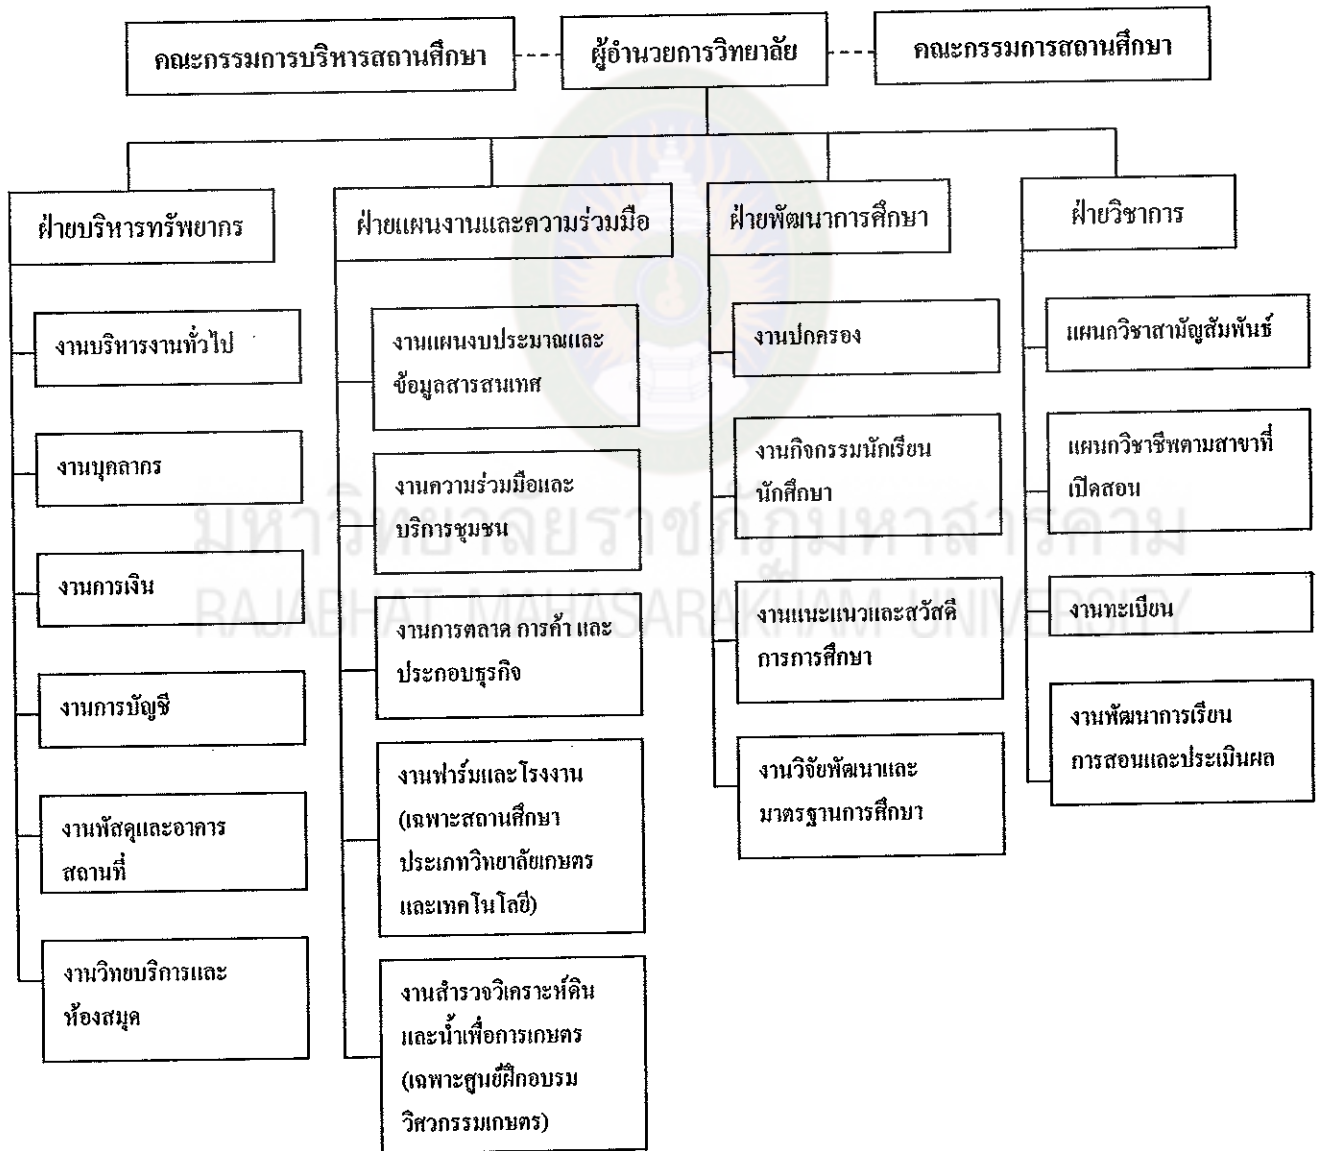 คณะกรรมการบริหารสถานศึกษา
ผู้อำนวยการวิทยาลัย
คณะกรรมการสถานศึกษา
ฝ่ายบริหารทรัพยากร
งานบริหารงานทั่วไป
งานบุคลากร
งานการเงิน
งานการบัญชี
งานพัสดุและอาคาร
สถานที่
งานวิทยบริการและ
ห้องสมุด
ฝ่ายแผนงานและความร่วมมือ
งานแผนงบประมาณและ
ข้อมูลสารสนเทศ
งานความร่วมมือและ
บริการชุมชน
งานการตลาด การค้า และ
ประกอบธุรกิจ
งานฟาร์มและโรงงาน
(เฉพาะสถานศึกษา
ประเภทวิทยาลัยเกษตร
และเทคโนโลยี)
งานสำรวจวิเคราะห์ดิน
และน้ำเพื่อการเกษตร
(เฉพาะศูนย์ฝึกอบรม
วิศวกรรมเกษตร)
ฝ่ายพัฒนาการศึกษา
งานปกครอง
งานกิจกรรมนักเรียน
นักศึกษา
งานแนะแนวและสวัสดิ
การการศึกษา
งานวิจัยพัฒนาและ
มาตรฐานการศึกษา
ฝ่ายวิชาการ
แผนกวิชาสามัญสัมพันธ์
แผนกวิชาชีพตามสาขาที่
เปิดสอน
งานทะเบียน
งานพัฒนาการเรียน
การสอนและประเมินผล
มหาวิทยาลัยราชภัฏมหาสารคาม
RAJABHAT MAHASARAKHAM UNIVERSITY